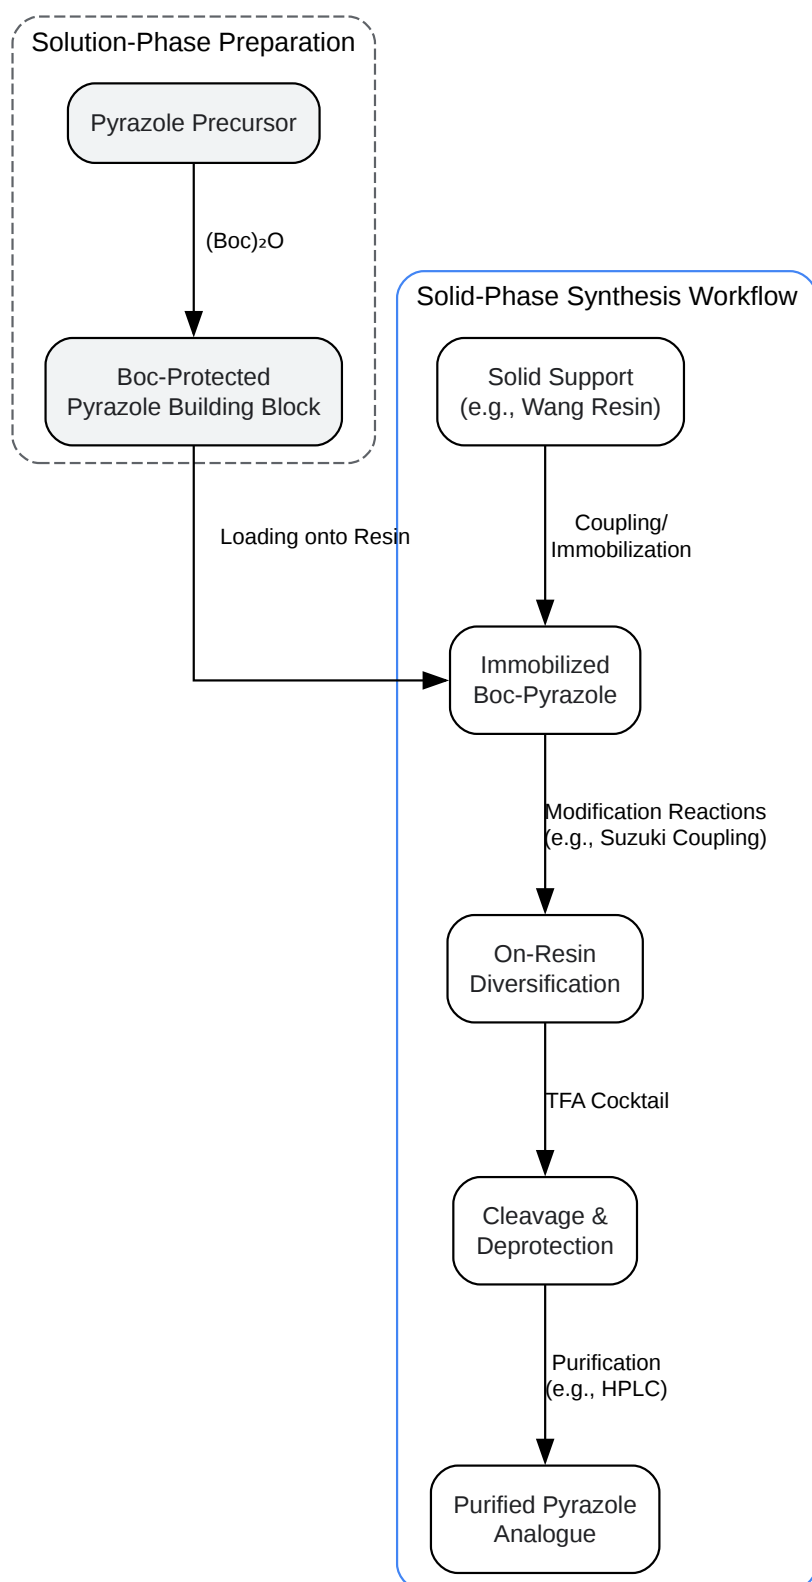 Solution-Phase Preparation
Pyrazole Precursor
(Boc)₂O
Boc-Protected
Pyrazole Building Block
Loading onto Resin
Solid-Phase Synthesis Workflow
Solid Support
(e.g., Wang Resin)
Coupling/
Immobilization
Immobilized
Boc-Pyrazole
Modification Reactions
(e.g., Suzuki Coupling)
On-Resin
Diversification
TFA Cocktail
Cleavage &
Deprotection
Purification
(e.g., HPLC)
Purified Pyrazole
Analogue